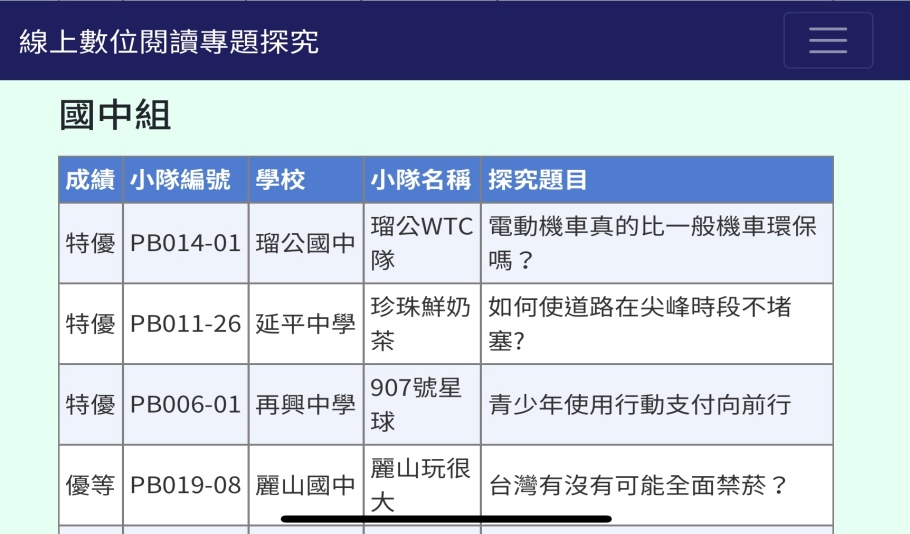 線上數位閱讀專題探究
國中組
成績 小隊編號 學校 小隊名稱 探究題目
特優 PB014-01 瑠公國中 瑠公WTC隊 電動機車真的比一般機車環保嗎？
特優 PB011-26 延平中學 珍珠鮮奶茶 如何使道路在尖峰時段不堵塞?
特優 PB006-01 再興中學 907號星球 青少年使用行動支付向前行
優等 PB019-08 麗山國中 麗山玩很大 台灣有沒有可能全面禁菸？